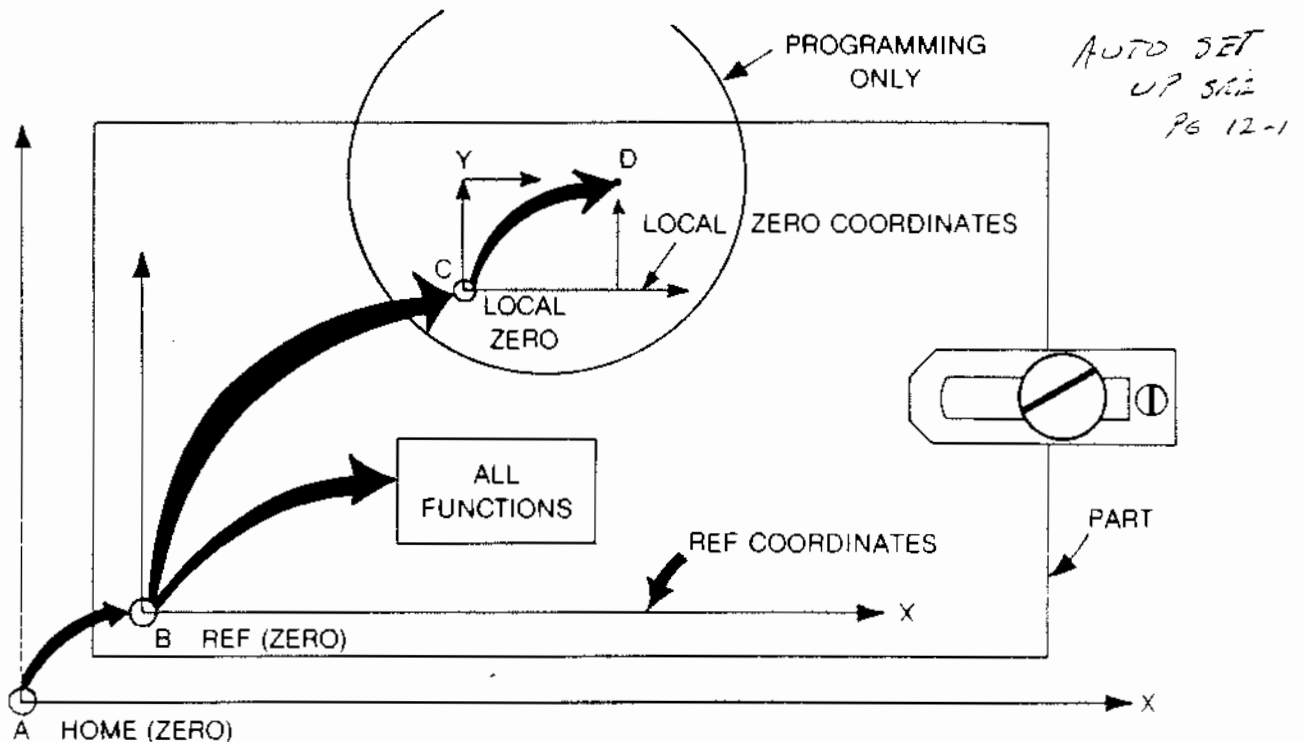 PROGRAMMING
ONLY
AUTO SET
UP SEE
PG 12-1
Y
D
LOCAL ZERO COORDINATES
C
LOCAL
ZERO
ALL
FUNCTIONS
PART
REF COORDINATES
X
B REF (ZERO)
X
A HOME (ZERO)